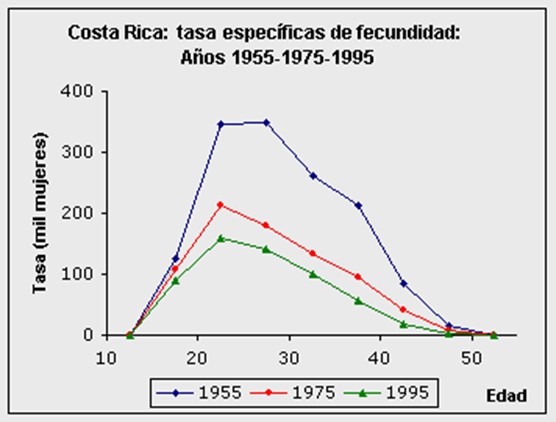 Costa Rica: tasa específicas de fecundidad:
Años 1955-1975-1995
Tasa (mil mujeres)
400
300
200
100
0
10 20 30 40 50
1955 1975 1995
Edad